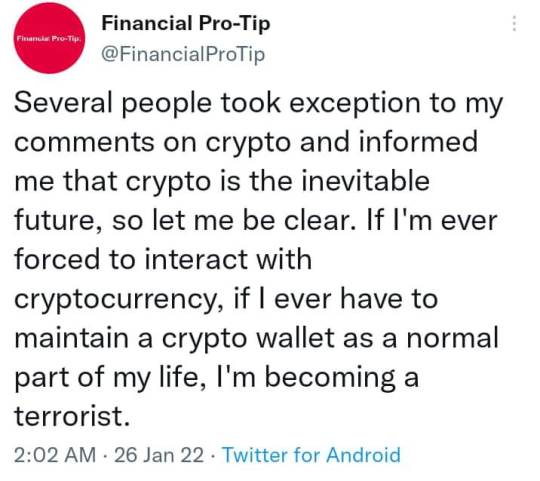 Financial Pro-Tip.
Financial Pro-Tip
@FinancialProTip
Several people took exception to my
comments on crypto and informed
me that crypto is the inevitable
future, so let me be clear. If I'm ever
forced to interact with
cryptocurrency, if I ever have to
maintain a crypto wallet as a normal
part of my life, I'm becoming a
terrorist.
2:02 AM · 26 Jan 22 · Twitter for Android